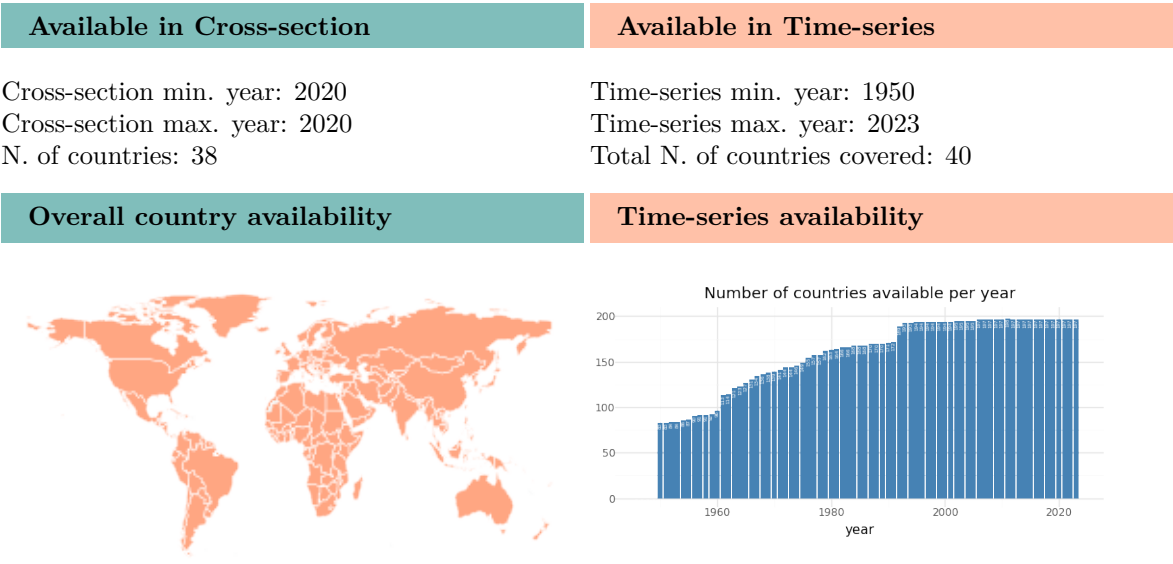 Available in Cross-section
Available in Time-series
Cross-section min. year: 2020
Cross-section max. year: 2020
N. of countries: 38
Time-series min. year: 1950
Time-series max. year: 2023
Total N. of countries covered: 40
Overall country availability
Time-series availability
Number of countries available per year
200
150
100
50
0
1960 1980 2000 2020
year